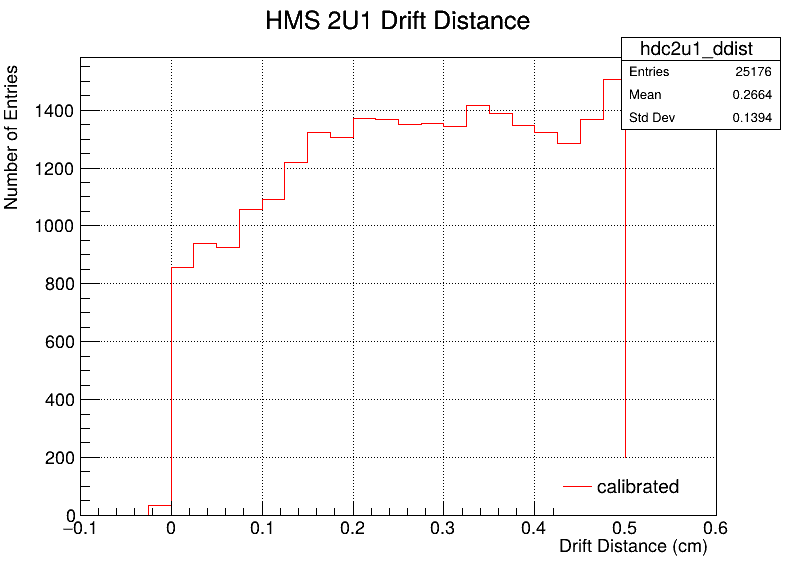 HMS 2U1 Drift Distance
hdc2u1_ddist
Entries 25176
Mean 0.2664
Std Dev 0.1394
Number of Entries
1400
1200
1000
800
600
400
200
0
calibrated
−0.1 0 0.1 0.2 0.3 0.4 0.5 0.6
Drift Distance (cm)